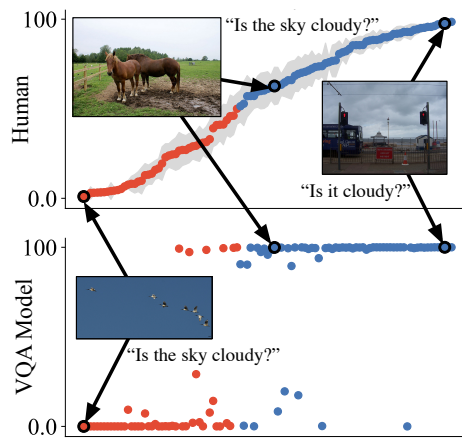 100
“Is the sky cloudy?”
Human
“Is it cloudy?”
0.0
100
VQA Model
“Is the sky cloudy?”
0.0